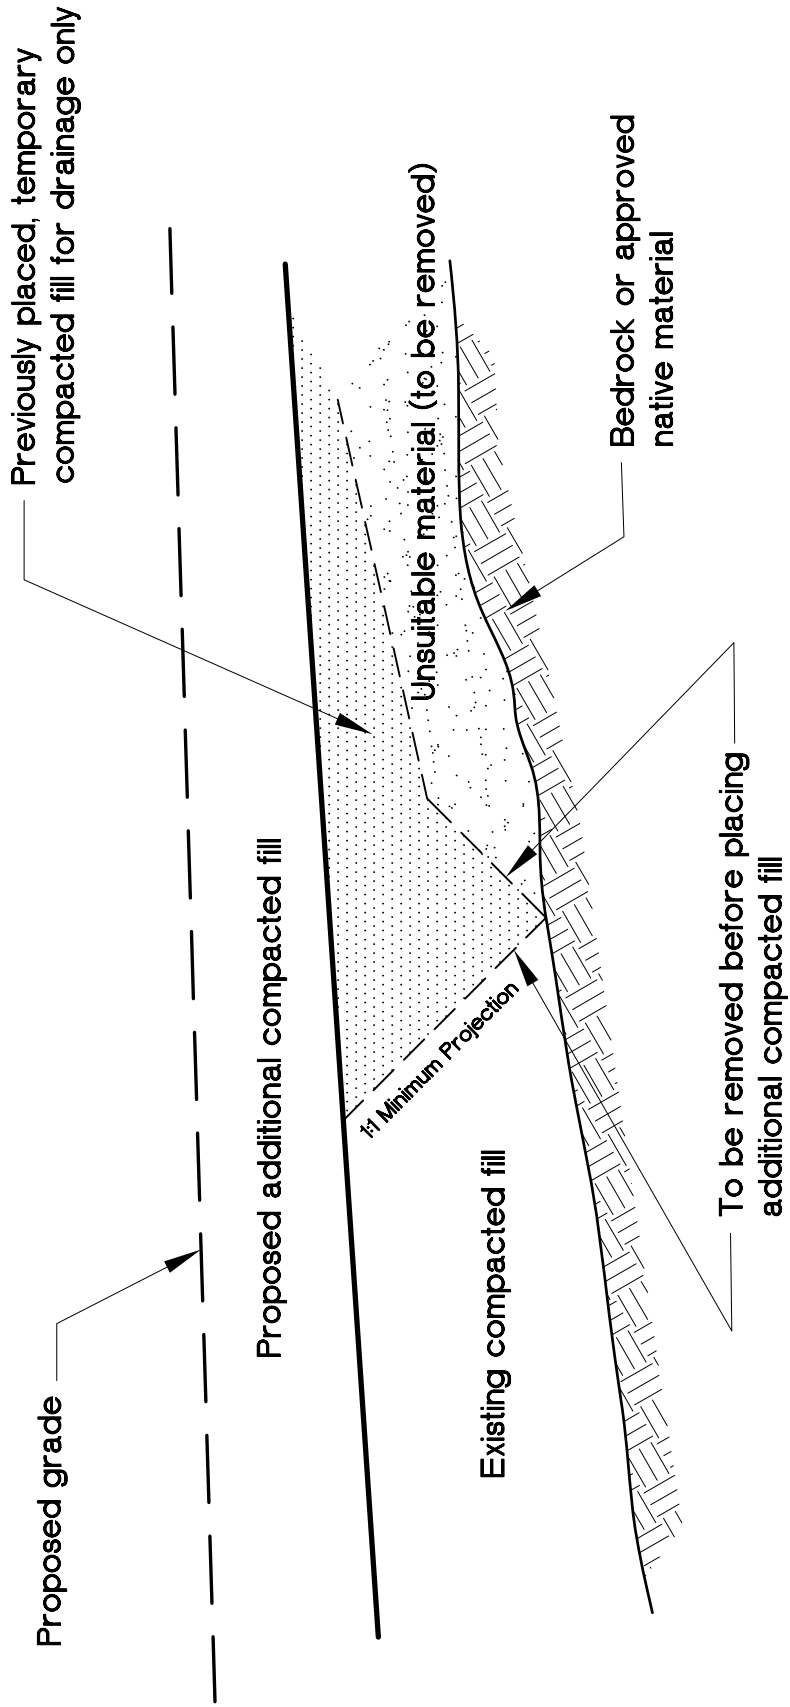 Proposed grade
Previously placed, temporary
compacted fill for drainage only
Proposed additional compacted fill
1:1 Minimum Projection
Unsuitable material (to be removed)
Existing compacted fill
Bedrock or approved
native material
To be removed before placing
additional compacted fill